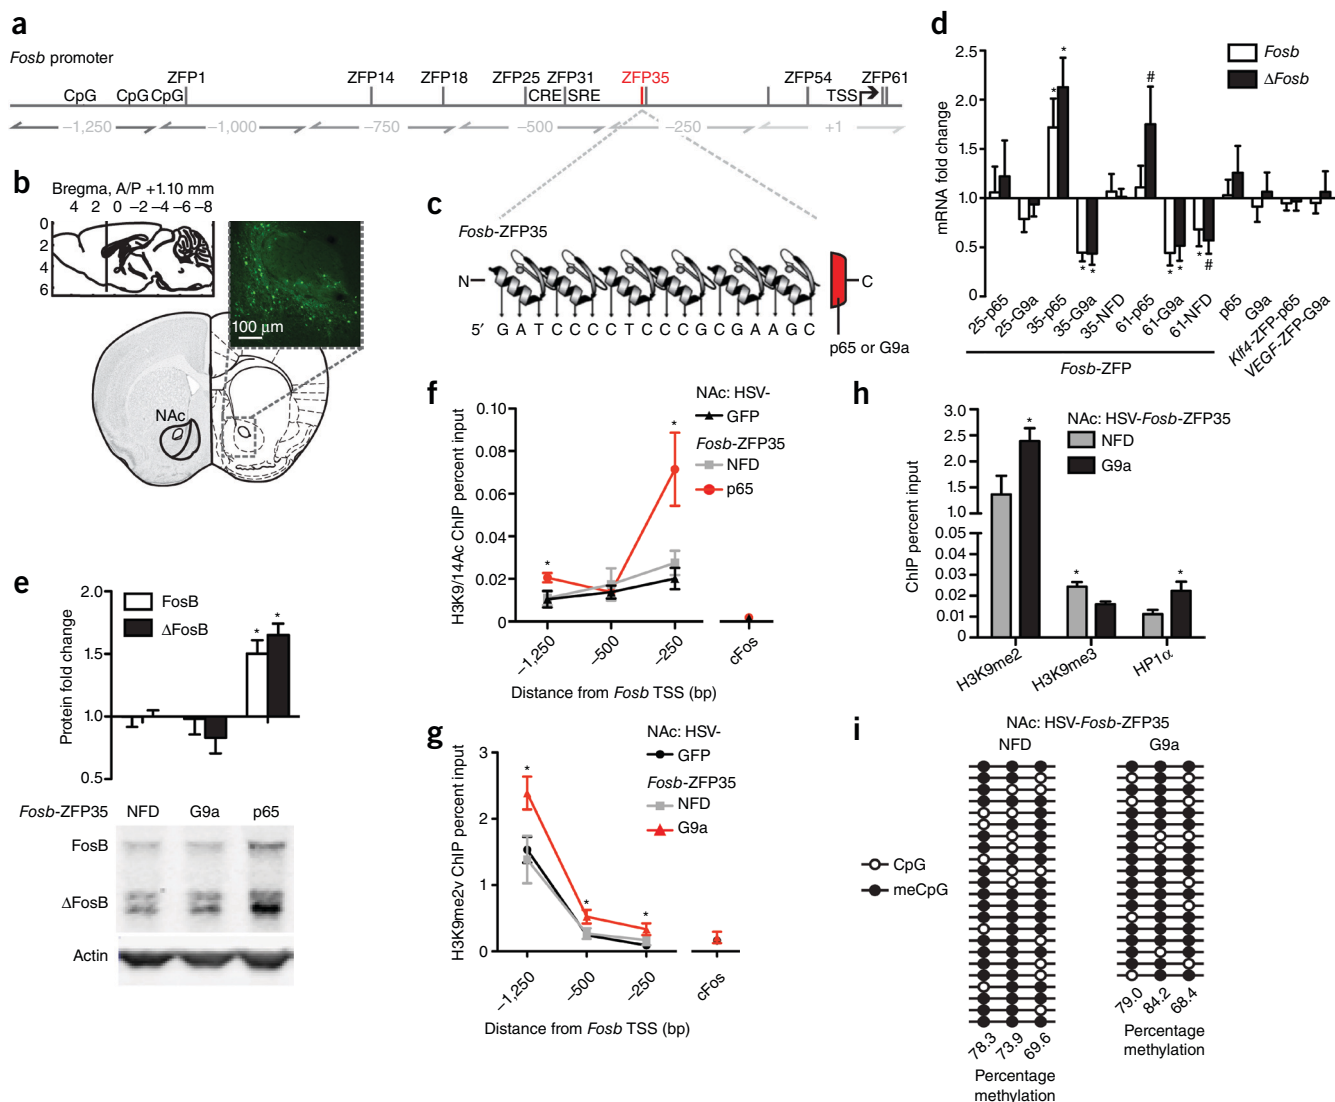 a
Fosb promoter
ZFP1 ZFP14 ZFP18 ZFP25 ZFP31 ZFP35 ZFP54 ZFP61
CpG CpG CpG CRE SRE TSS
−1,250 −1,000 −750 −500 −250 +1
b
Bregma, A/P +1.10 mm
4 2 0 −2 −4 −6 −8
0
2
4
6
100 μm
NAc
c
Fosb-ZFP35
N C
5′ G A T C C C C T C C C G C G A A G C
p65 or G9a
d
mRNA fold change
2.5
2.0
1.5
1.0
0.5
0
Fosb
ΔFosb
* * * * # * * * #
25-p65
25-G9a
35-p65
35-G9a
35-NFD
61-p65
61-G9a
61-NFD
p65
G9a
Klf4-ZFP-p65
VEGF-ZFP-G9a
Fosb-ZFP
e
Protein fold change
2.0
1.5
1.0
0.5
FosB
ΔFosB
* *
Fosb-ZFP35 NFD G9a p65
FosB
ΔFosB
Actin
f
H3K9/14Ac ChIP percent input
0.10
0.08
0.06
0.04
0.02
0
* *
NAc: HSV-
GFP
Fosb-ZFP35
NFD
p65
−1,250
−500
−250
cFos
Distance from Fosb TSS (bp)
g
H3K9me2v ChIP percent input
3
2
1
0
* * *
NAc: HSV-
GFP
Fosb-ZFP35
NFD
G9a
−1,250
−500
−250
cFos
Distance from Fosb TSS (bp)
h
ChIP percent input
3.0
2.5
2.0
1.5
1.0
0.05
0.04
0.03
0.02
0.01
0
NAc: HSV-Fosb-ZFP35
NFD
G9a
* * *
H3K9me2
H3K9me3
HP1α
i
NAc: HSV-Fosb-ZFP35
NFD G9a
CpG
meCpG
78.3 73.9 69.6
Percentage
methylation
79.0 84.2 68.4
Percentage
methylation